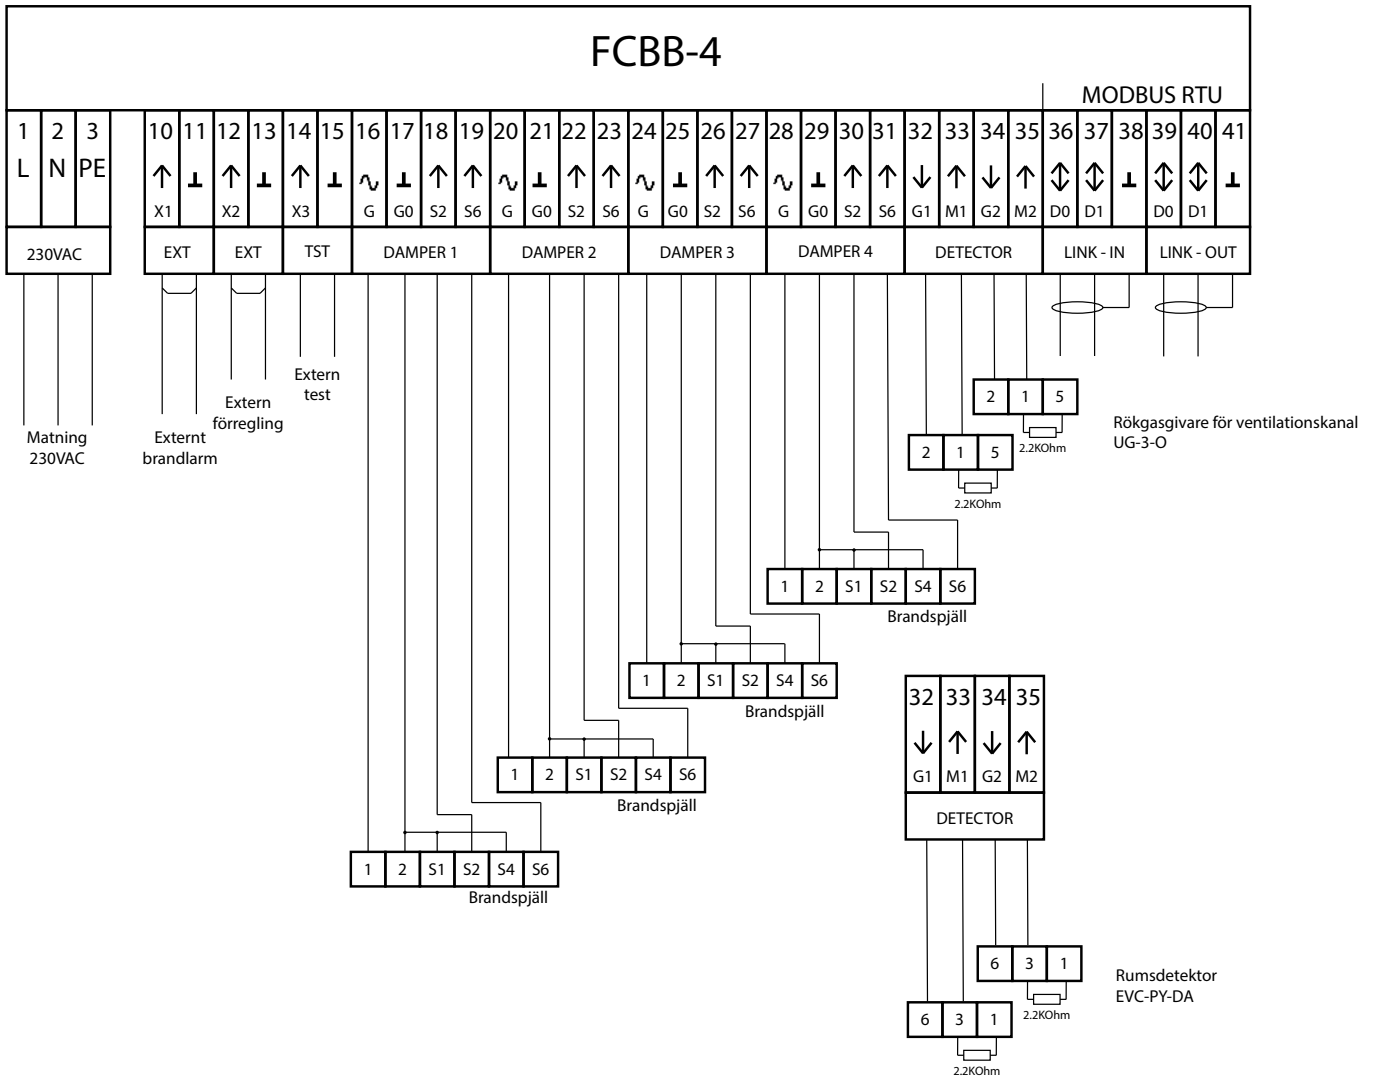 FCBB-4
MODBUS RTU
1 2 3 10 11 12 13 14 15 16 17 18 19 20 21 22 23 24 25 26 27 28 29 30 31 32 33 34 35 36 37 38 39 40 41
L N PE
X1 X2 X3 G G0 S2 S6 G G0 S2 S6 G G0 S2 S6 G G0 S2 S6 G1 M1 G2 M2 D0 D1 D0 D1
230VAC EXT EXT TST DAMPER 1 DAMPER 2 DAMPER 3 DAMPER 4 DETECTOR LINK - IN LINK - OUT
Matning
230VAC
Externt
brandlarm
Extern
förregling
Extern
test
2 1 5
2.2KOhm
2 1 5
2.2KOhm
Rökgasgivare för ventilationskanal
UG-3-O
1 2 S1 S2 S4 S6
Brandspjäll
1 2 S1 S2 S4 S6
Brandspjäll
1 2 S1 S2 S4 S6
Brandspjäll
1 2 S1 S2 S4 S6
Brandspjäll
32 33 34 35
G1 M1 G2 M2
DETECTOR
6 3 1
2.2KOhm
6 3 1
2.2KOhm
Rumsdetektor
EVC-PY-DA